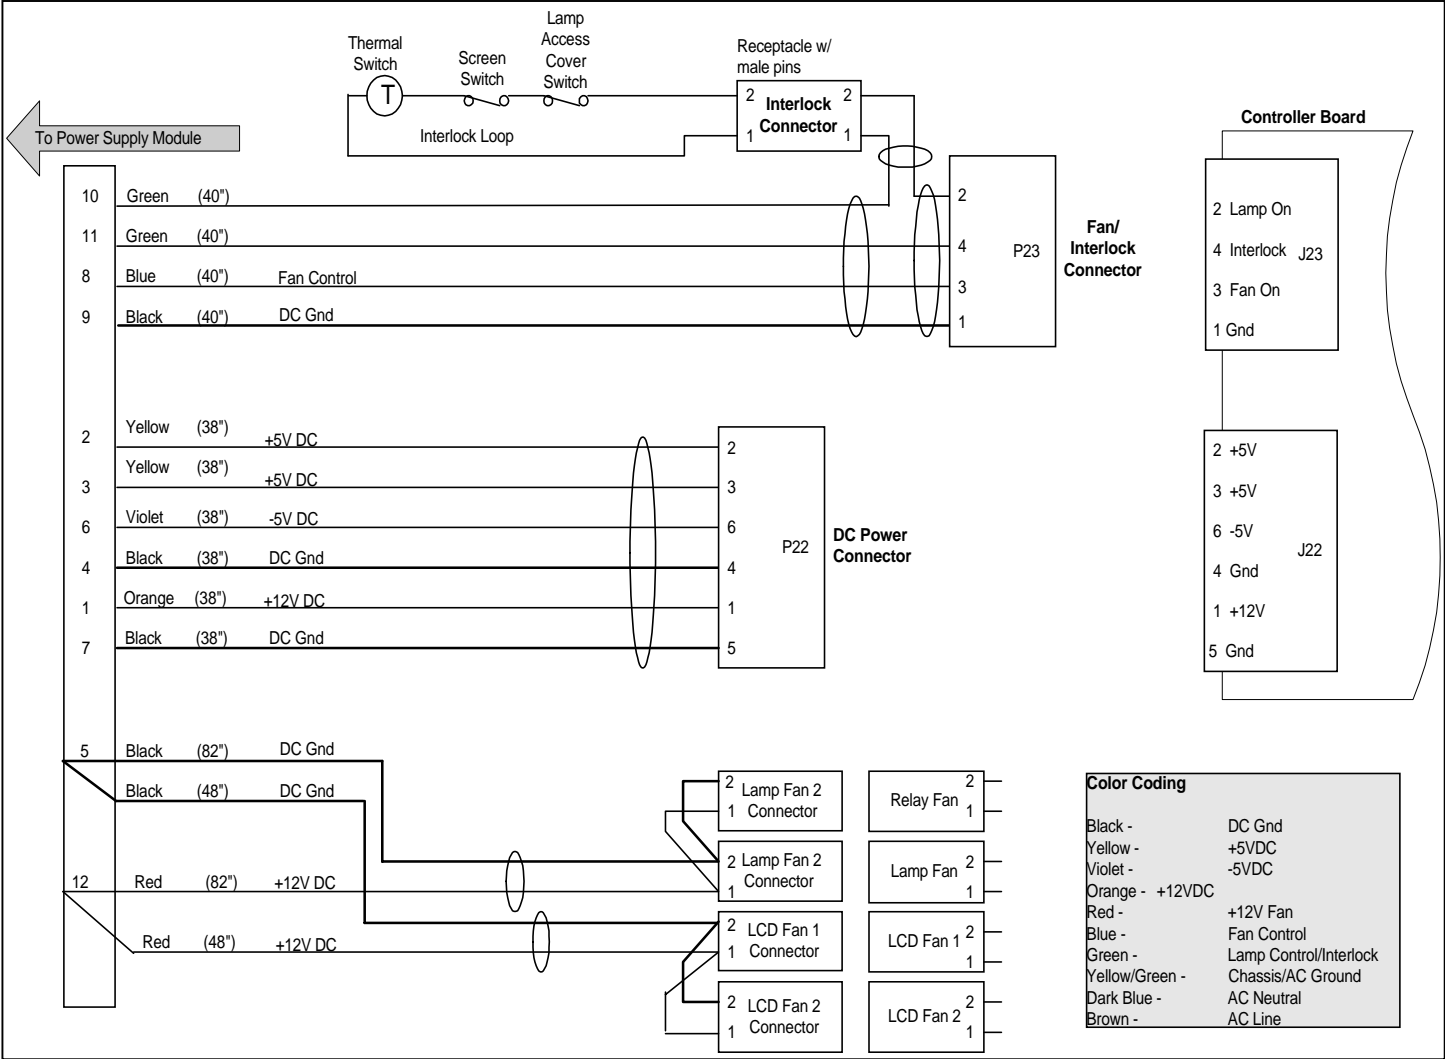 Lamp
Access
Cover
Switch
Thermal
Switch
Screen
Switch
Receptacle w/
male pins
T
2 Interlock 2
Connector
1 1
Interlock Loop
To Power Supply Module
Controller Board
10 Green (40")
11 Green (40")
8 Blue (40") Fan Control
9 Black (40") DC Gnd
2
4
3
1
P23
Fan/
Interlock
Connector
2 Lamp On
4 Interlock J23
3 Fan On
1 Gnd
2 Yellow (38") +5V DC
3 Yellow (38") +5V DC
6 Violet (38") -5V DC
4 Black (38") DC Gnd
1 Orange (38") +12V DC
7 Black (38") DC Gnd
2
3
6
4
1
5
P22
DC Power
Connector
2 +5V
3 +5V
6 -5V
4 Gnd
1 +12V
5 Gnd
J22
5 Black (82") DC Gnd
Black (48") DC Gnd
12 Red (82") +12V DC
Red (48") +12V DC
2 Lamp Fan 2
1 Connector
2 Lamp Fan 2
1 Connector
2 LCD Fan 1
1 Connector
2 LCD Fan 2
1 Connector
Relay Fan 2
1
Lamp Fan 2
1
LCD Fan 1 2
1
LCD Fan 2 2
1
Color Coding
Black - DC Gnd
Yellow - +5VDC
Violet - -5VDC
Orange - +12VDC
Red - +12V Fan
Blue - Fan Control
Green - Lamp Control/Interlock
Yellow/Green - Chassis/AC Ground
Dark Blue - AC Neutral
Brown - AC Line